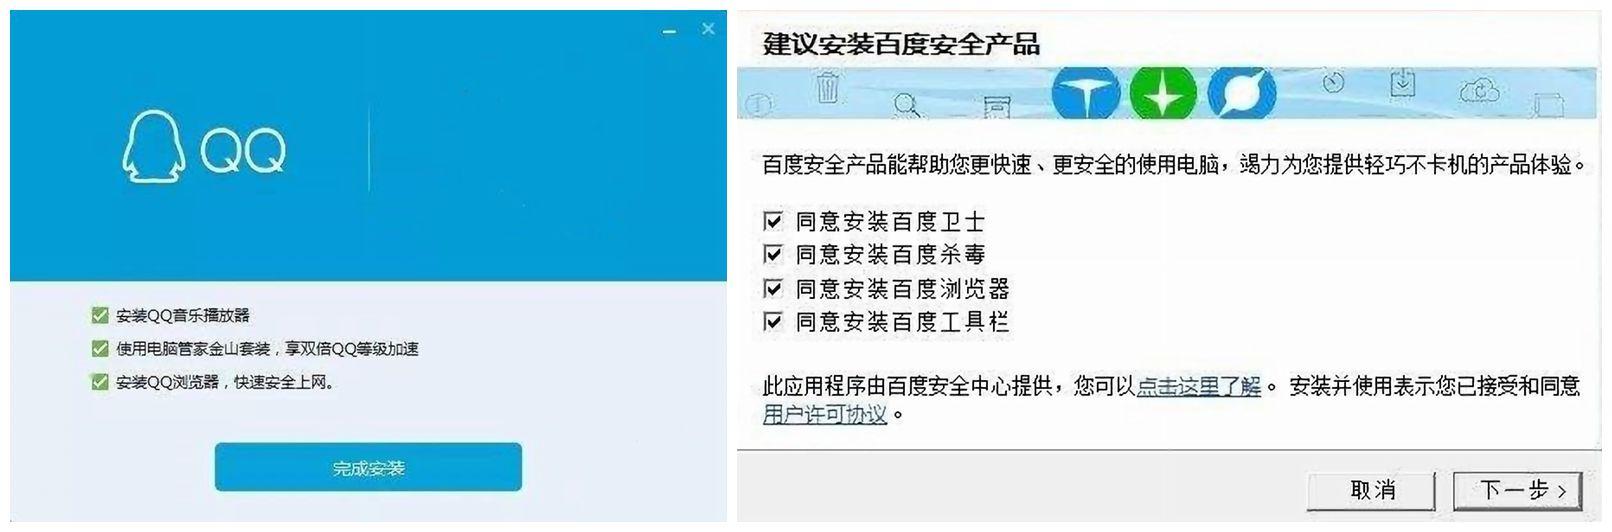 QQ
安装QQ音乐播放器
使用电脑管家金山套装，享双倍QQ等级加速
安装QQ浏览器，快速安全上网。
完成安装
建议安装百度安全产品
百度安全产品能帮助您更快速、更安全的使用电脑，竭力为您提供轻巧不卡机的产品体验。
同意安装百度卫士
同意安装百度杀毒
同意安装百度浏览器
同意安装百度工具栏
此应用程序由百度安全中心提供，您可以点击这里了解。 安装并使用表示您已接受和同意
用户许可协议。
取消
下一步 >